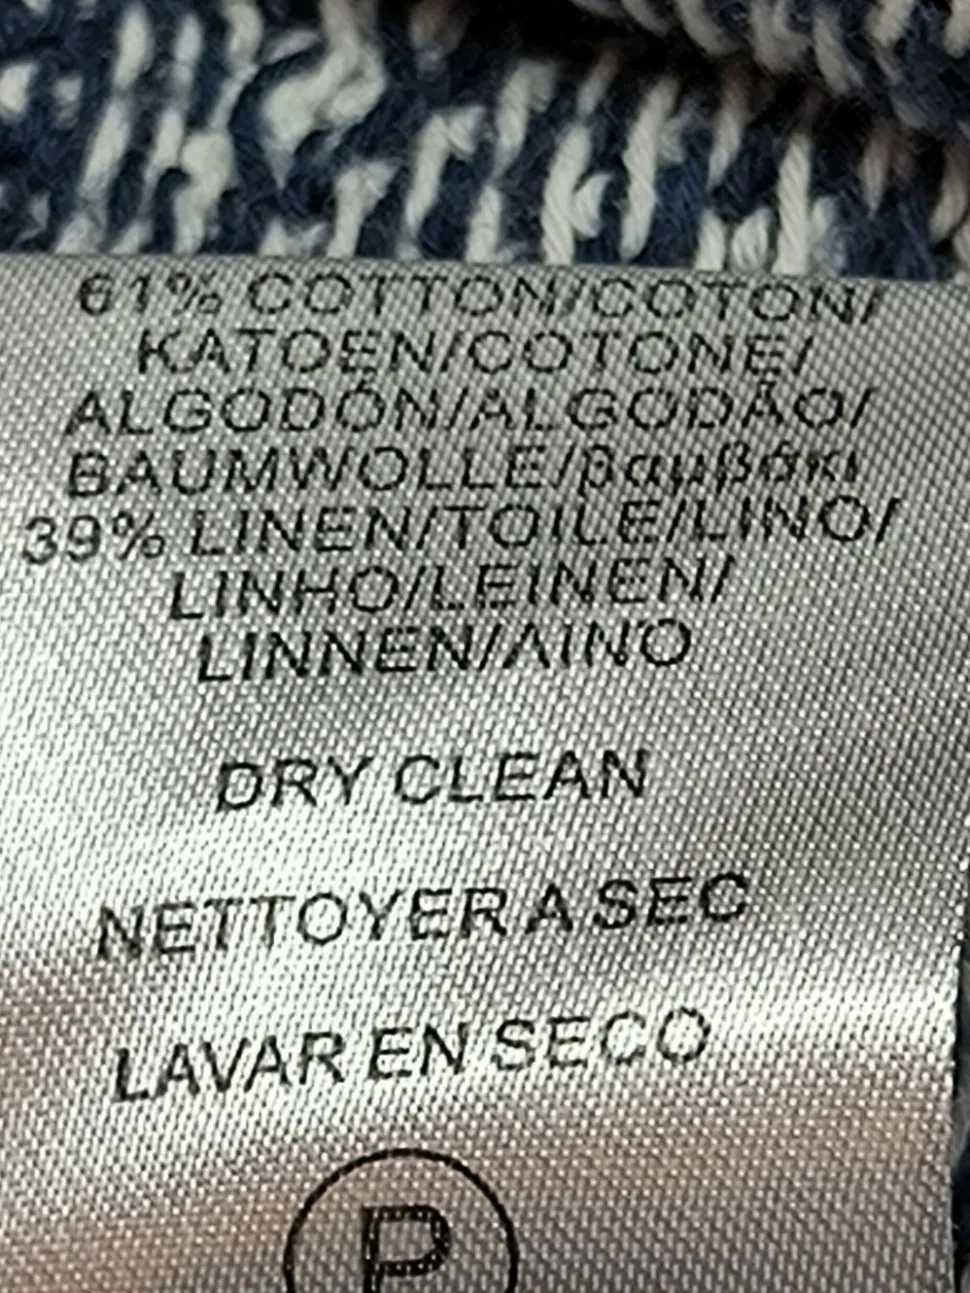 61% COTTON/COTON/
KATOEN/COTONE/
ALGODÓN/ALGODÃO/
BAUMWOLLE/βαμβάκι
39% LINEN/TOILE/LINO/
LINHO/LEINEN/
LINNEN/ΛΙΝΟ
DRY CLEAN
NETTOYER A SEC
LAVAR EN SECO
P